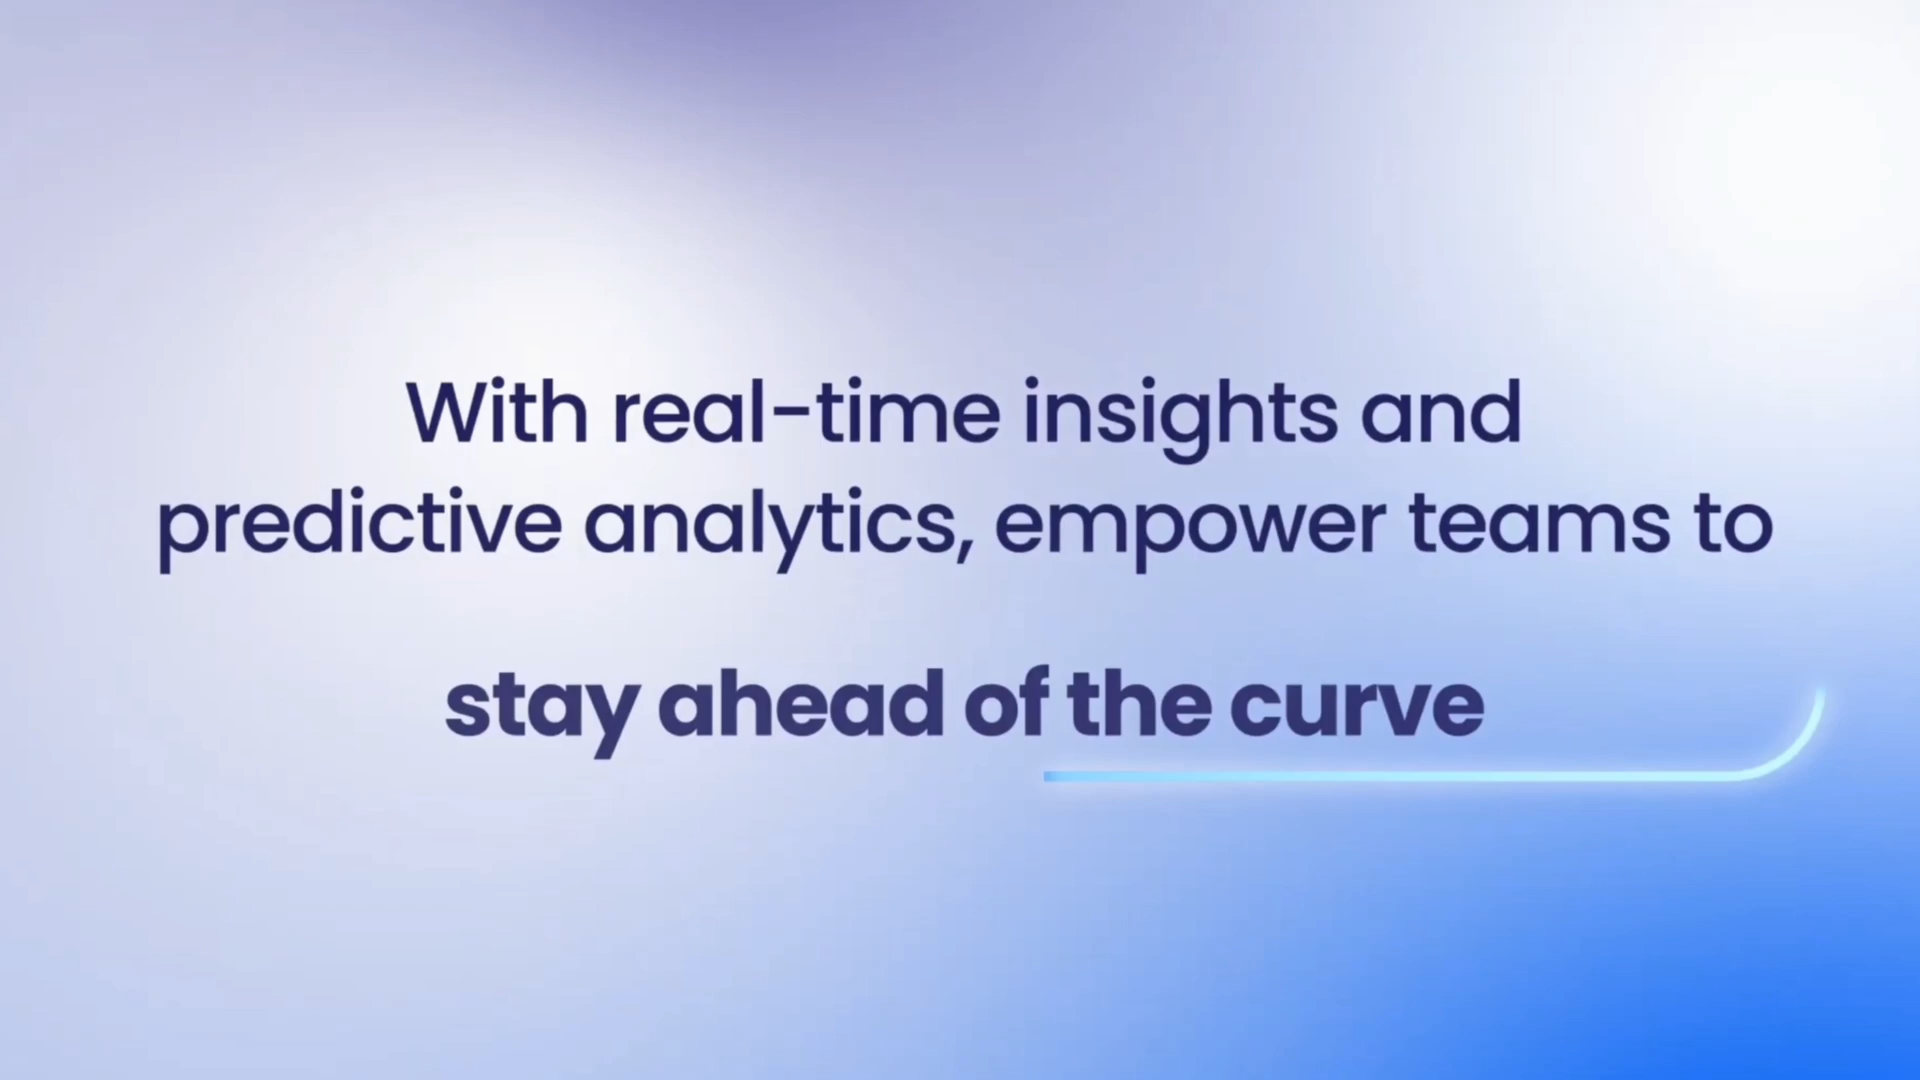 With real-time insights and
predictive analytics, empower teams to
stay ahead of the curve